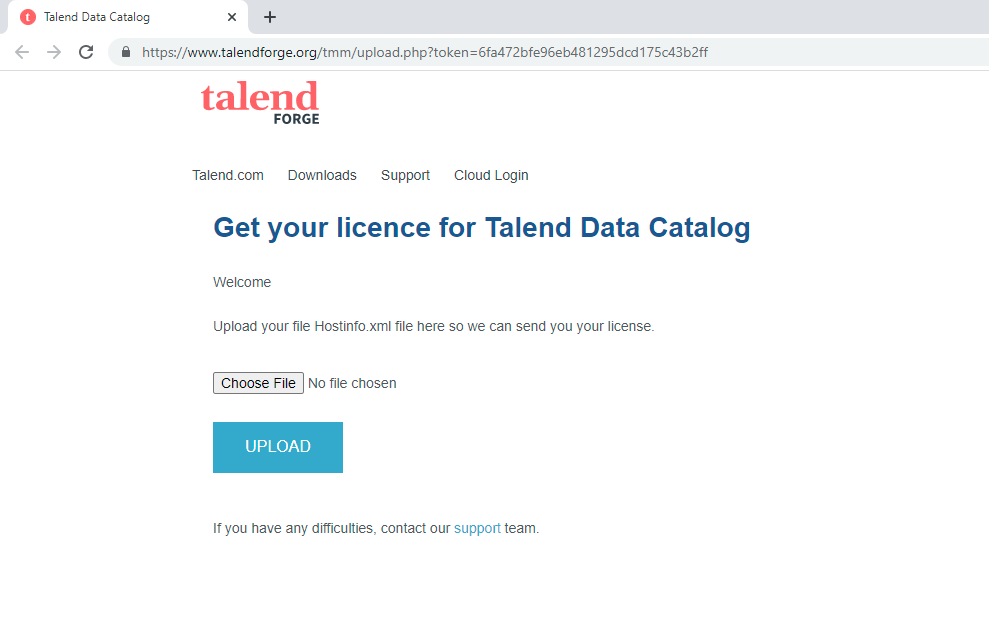 Talend Data Catalog
https://www.talendforge.org/tmm/upload.php?token=6fa472bfe96eb481295dcd175c43b2ff
talend
FORGE
Talend.com Downloads Support Cloud Login
Get your licence for Talend Data Catalog
Welcome
Upload your file Hostinfo.xml file here so we can send you your license.
Choose File No file chosen
UPLOAD
If you have any difficulties, contact our support team.